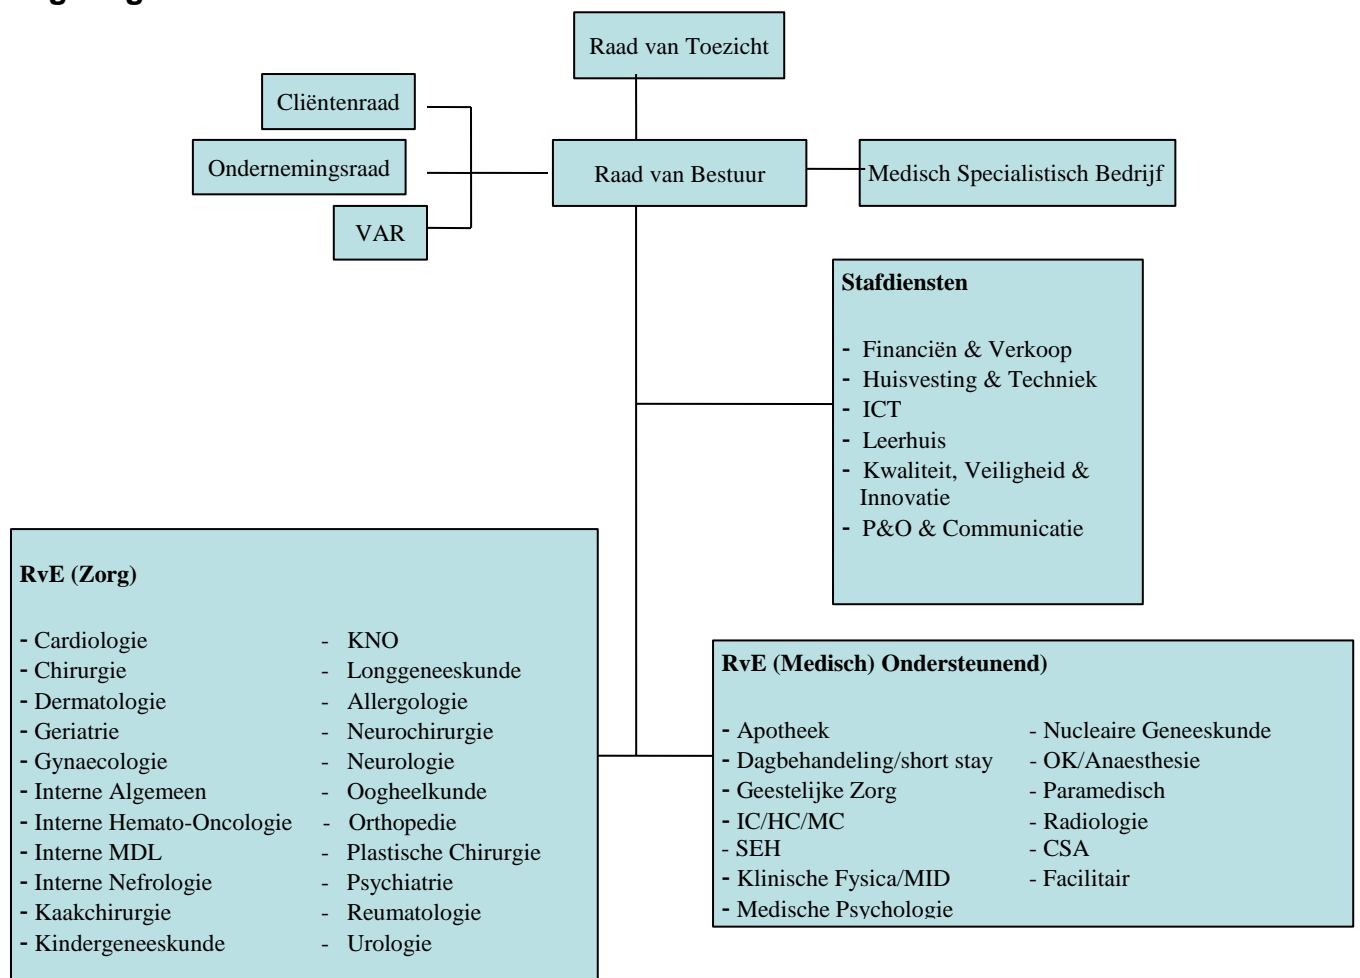 Raad van Toezicht
Cliëntenraad
Ondernemingsraad
Raad van Bestuur
Medisch Specialistisch Bedrijf
VAR
Stafdiensten
- Financiën & Verkoop
- Huisvesting & Techniek
- ICT
- Leerhuis
- Kwaliteit, Veiligheid &
Innovatie
- P&O & Communicatie
RvE (Zorg)
- Cardiologie
- Chirurgie
- Dermatologie
- Geriatrie
- Gynaecologie
- Interne Algemeen
- Interne Hemato-Oncologie
- Interne MDL
- Interne Nefrologie
- Kaakchirurgie
- Kindergeneeskunde
- KNO
- Longgeneeskunde
- Allergologie
- Neurochirurgie
- Neurologie
- Oogheelkunde
- Orthopedie
- Plastische Chirurgie
- Psychiatrie
- Reumatologie
- Urologie
RvE (Medisch) Ondersteunend)
- Apotheek
- Dagbehandeling/short stay
- Geestelijke Zorg
- IC/HC/MC
- SEH
- Klinische Fysica/MID
- Medische Psychologie
- Nucleaire Geneeskunde
- OK/Anaesthesie
- Paramedisch
- Radiologie
- CSA
- Facilitair